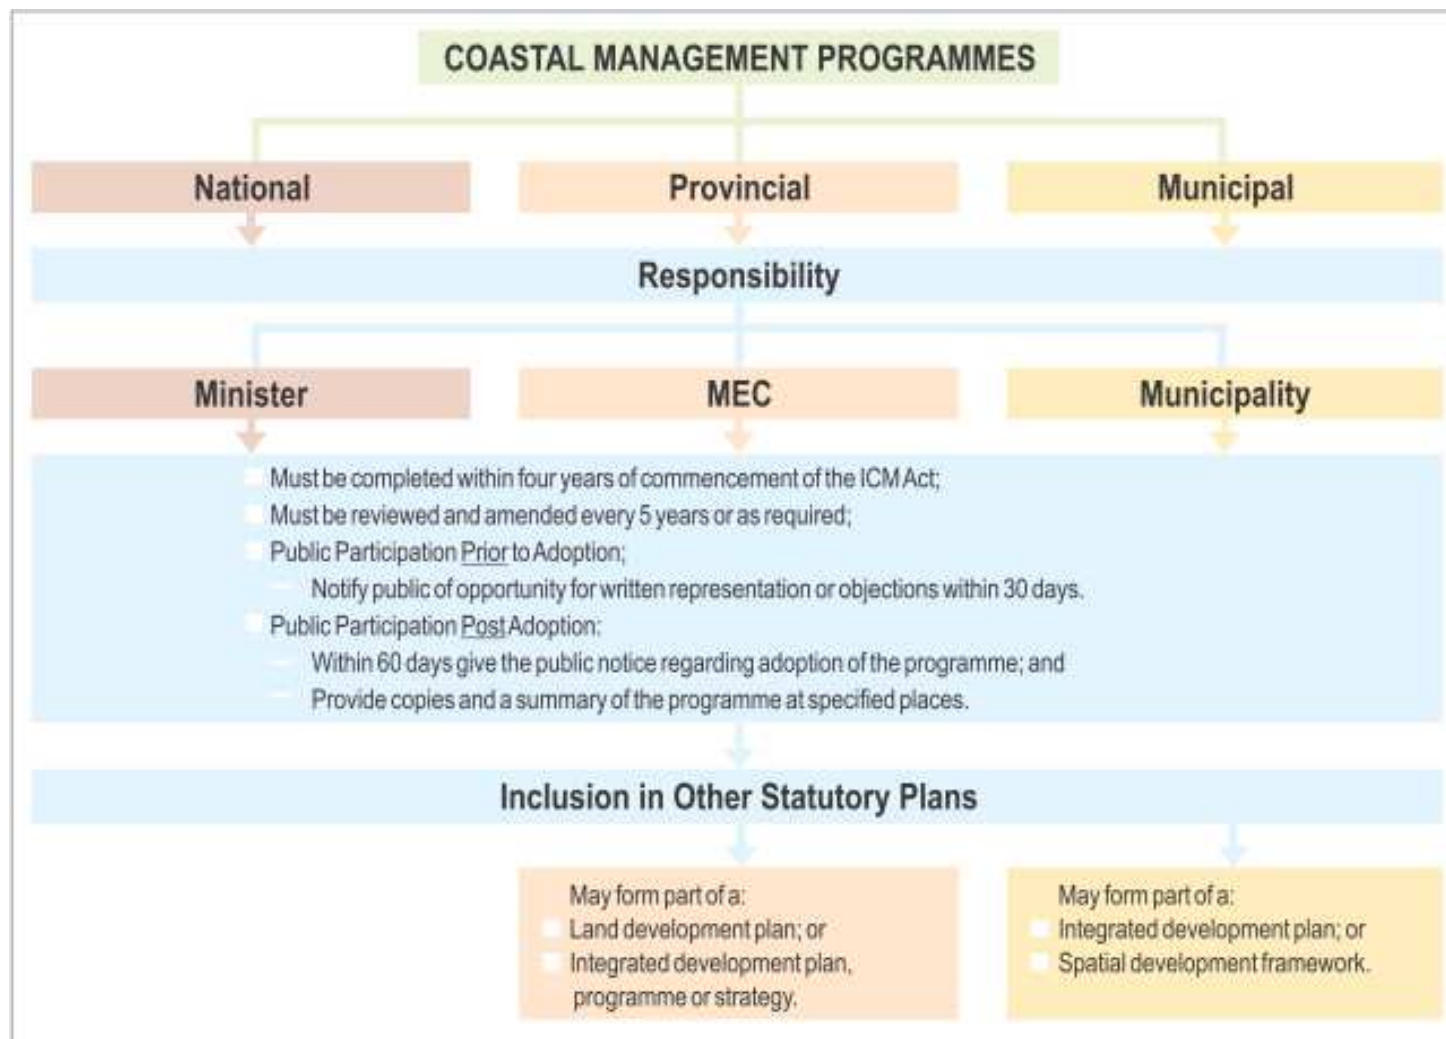 COASTAL MANAGEMENT PROGRAMMES
National
Provincial
Municipal
Responsibility
Minister
MEC
Municipality
Must be completed within four years of commencement of the ICM Act;
Must be reviewed and amended every 5 years or as required;
Public Participation Prior to Adoption;
Notify public of opportunity for written representation or objections within 30 days.
Public Participation Post Adoption:
Within 60 days give the public notice regarding adoption of the programme; and
Provide copies and a summary of the programme at specified places.
Inclusion in Other Statutory Plans
May form part of a:
Land development plan; or
Integrated development plan,
programme or strategy.
May form part of a:
Integrated development plan; or
Spatial development framework.